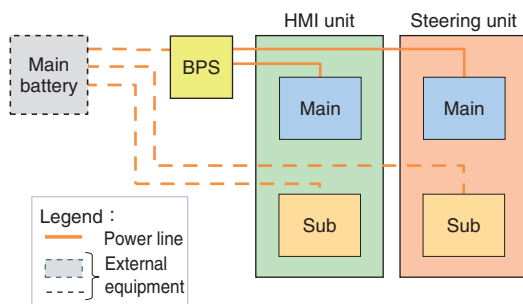 HMI unit
Steering unit
Main
battery
BPS
Main
Main
Sub
Sub
Legend：
Power line
External
equipment